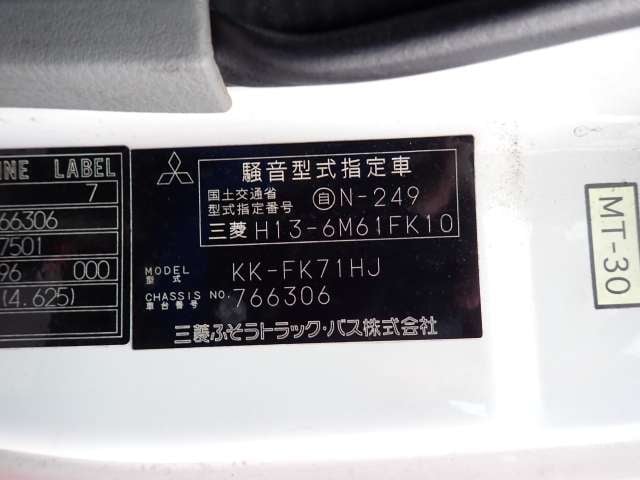 INE LABEL
7
66306
7501
96 000
(4.625)
騒音型式指定車
国土交通省
型式指定番号 自N-249
三菱 H13-6M61FK10
MODEL
型式 KK-FK71HJ
CHASSIS NO.
車台番号 766306
三菱ふそうトラック・バス株式会社
MT-30